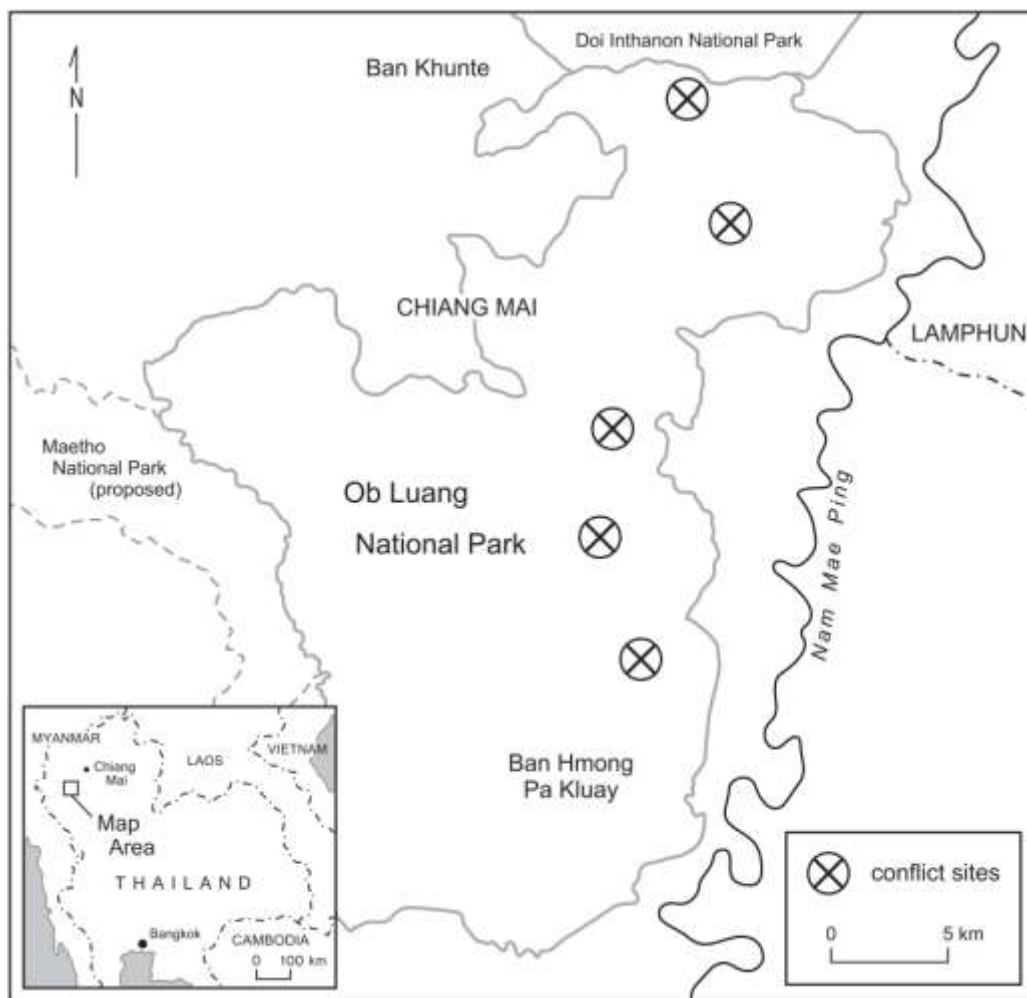 Doi Inthanon National Park
Ban Khunte
N
CHIANG MAI
LAMPHUN
Maetho
National Park
(proposed)
Ob Luang
National Park
Nam Mae Ping
Ban Hmong
Pa Kluay
MYANMAR
Chiang
Mai
LAOS
VIETNAM
Map
Area
THAILAND
Bangkok
CAMBODIA
0 100 km
conflict sites
0 5 km